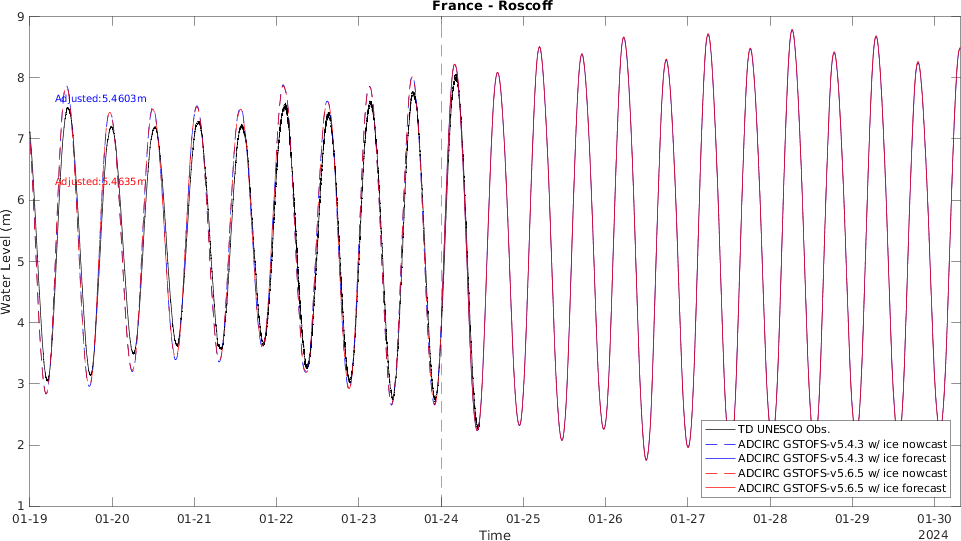 France - Roscoff
9
8
7
6
5
4
3
2
1
Water Level (m)
Adjusted:5.4603m
Adjusted:5.4635m
TD UNESCO Obs.
ADCIRC GSTOFS-v5.4.3 w/ ice nowcast
ADCIRC GSTOFS-v5.4.3 w/ ice forecast
ADCIRC GSTOFS-v5.6.5 w/ ice nowcast
ADCIRC GSTOFS-v5.6.5 w/ ice forecast
01-19 01-20 01-21 01-22 01-23 01-24 01-25 01-26 01-27 01-28 01-29 01-30
Time
2024